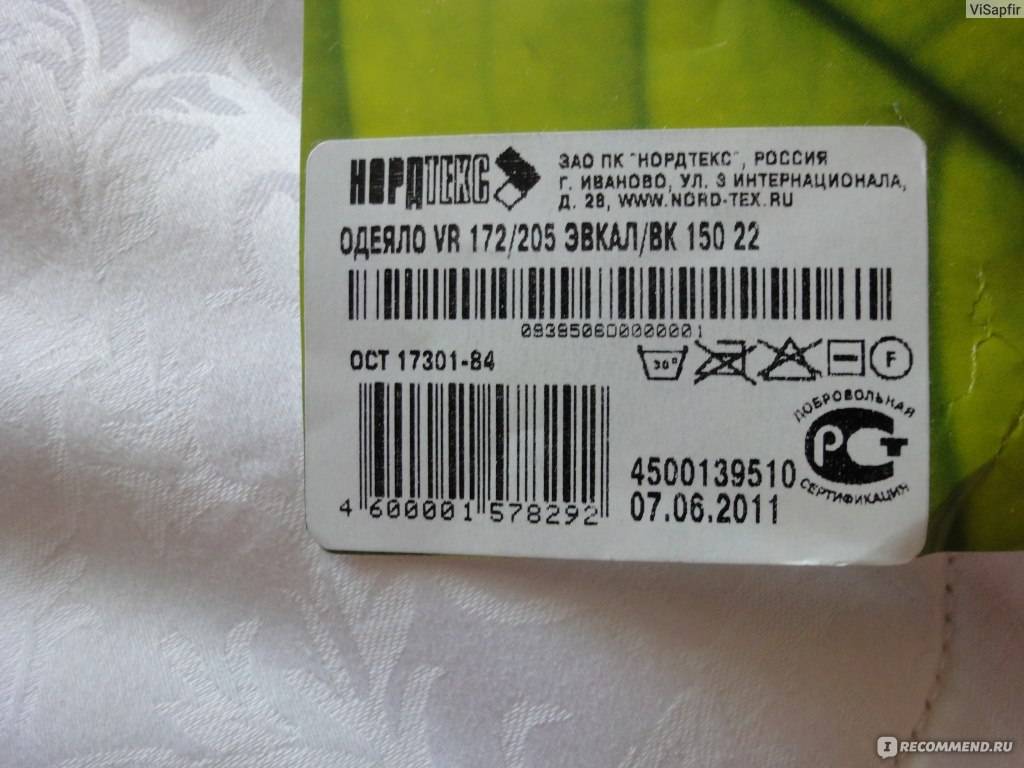 ViSapfir
НОРДТЕКС
ЗАО ПК "НОРДТЕКС", РОССИЯ
Г. ИВАНОВО, УЛ. 3 ИНТЕРНАЦИОНАЛА,
Д. 28, WWW.NORD-TEX.RU
ОДЕЯЛО VR 172/205 ЭВКАЛ/ВК 150 22
0939506000000001
ОСТ 17301-84
30°
F
ДОБРОВОЛЬНАЯ
РСТ
СЕРТИФИКАЦИЯ
4500139510
07.06.2011
4 600001 578292
I RECOMMEND.RU